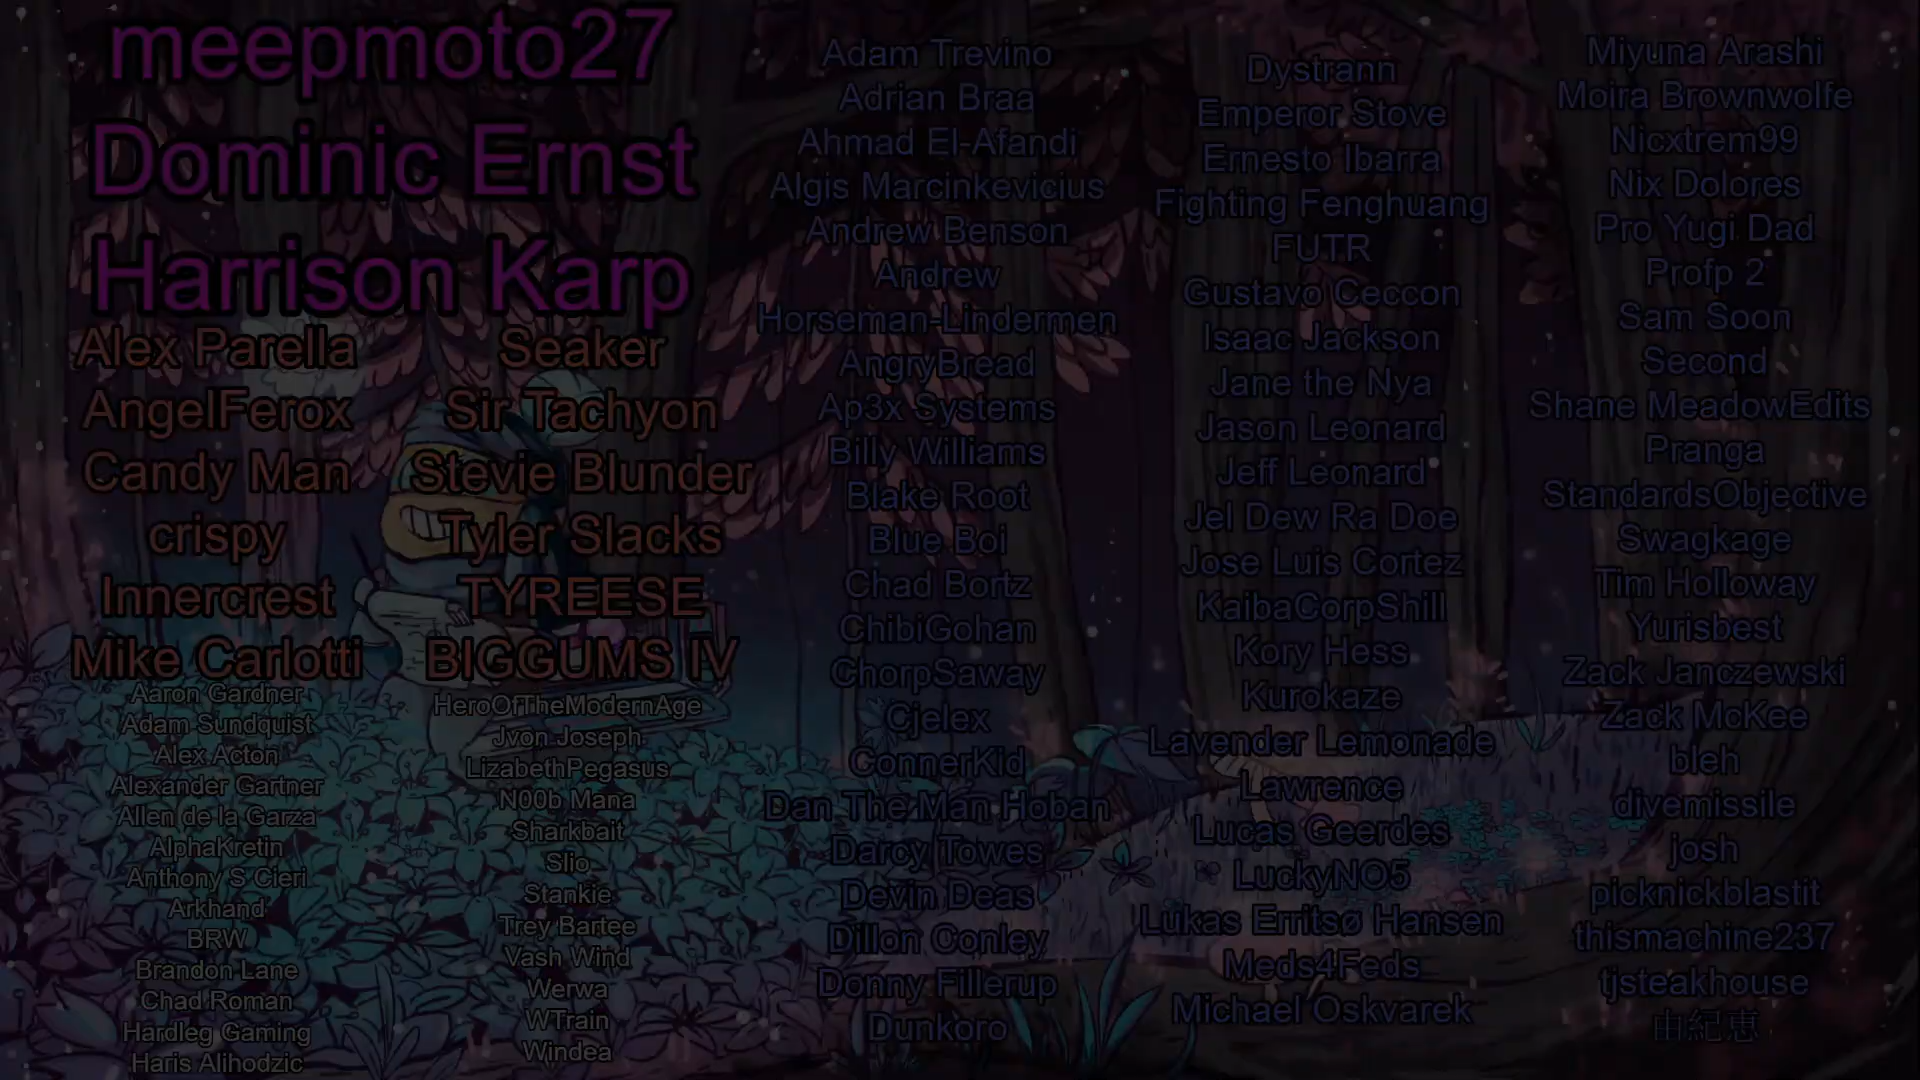 meepmoto27
Dominic Ernst
Harrison Karp
Alex Parella
AngelFerox
Candy Man
crispy
Innercrest
Mike Carlotti
Seaker
Sir Tachyon
Stevie Blunder
Tyler Slacks
TYREESE
BIGGUMS IV
Aaron Gardner
Adam Sundquist
Alex Acton
Alexander Gartner
Allen de la Garza
AlphaKretin
Anthony S Cieri
Arkhand
BRW
Brandon Lane
Chad Roman
Hardleg Gaming
Haris Alihodzic
HeroOfTheModernAge
Jvon Joseph
LizabethPegasus
N00b Mana
Sharkbait
Slio
Stankie
Trey Bartee
Vash Wind
Werwa
WTrain
Windea
Adam Trevino
Adrian Braa
Ahmad El-Afandi
Algis Marcinkevicius
Andrew Benson
Andrew
Horseman-Lindermen
AngryBread
Ap3x Systems
Billy Williams
Blake Root
Blue Boi
Chad Bortz
ChibiGohan
ChorpSaway
Cjelex
ConnerKid
Dan The Man Hoban
Darcy Towes
Devin Deas
Dillon Conley
Donny Fillerup
Dunkoro
Dystrann
Emperor Stove
Ernesto Ibarra
Fighting Fenghuang
FUTR
Gustavo Ceccon
Isaac Jackson
Jane the Nya
Jason Leonard
Jeff Leonard
Jel Dew Ra Doe
Jose Luis Cortez
KaibaCorpShill
Kory Hess
Kurokaze
Lavender Lemonade
Lawrence
Lucas Geerdes
LuckyNO5
Lukas Erritsø Hansen
Meds4Feds
Michael Oskvarek
Miyuna Arashi
Moira Brownwolfe
Nicxtrem99
Nix Dolores
Pro Yugi Dad
Profp 2
Sam Soon
Second
Shane MeadowEdits
Pranga
StandardsObjective
Swagkage
Tim Holloway
Yurisbest
Zack Janczewski
Zack McKee
bleh
divemissile
josh
picknickblastit
thismachine237
tjsteakhouse
由紀恵